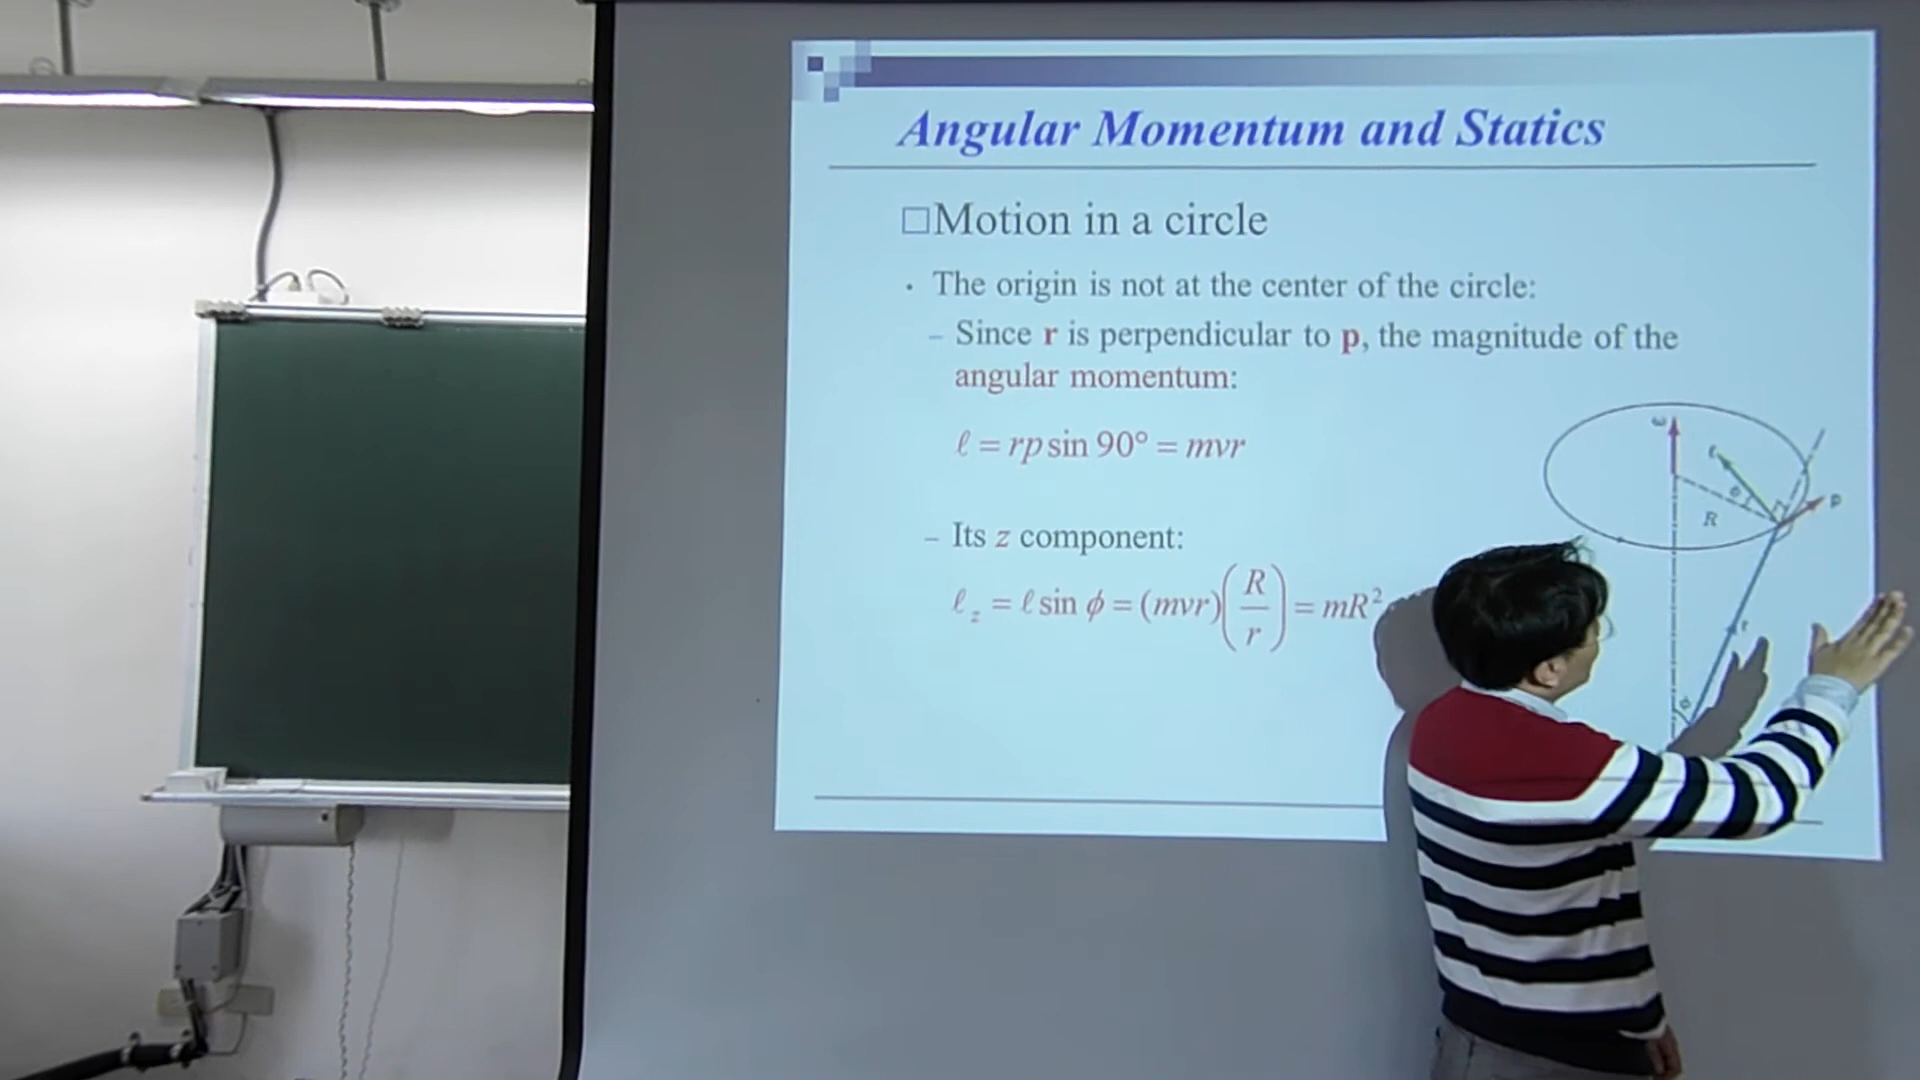 Angular Momentum and Statics
□Motion in a circle
· The origin is not at the center of the circle:
– Since r is perpendicular to p, the magnitude of the
angular momentum:
ℓ = rp sin 90° = mvr
– Its z component:
ℓz = ℓ sin ϕ = (mvr)(R/r) = mR²
ω
ℓ
ϕ
p
R
r
ϕ